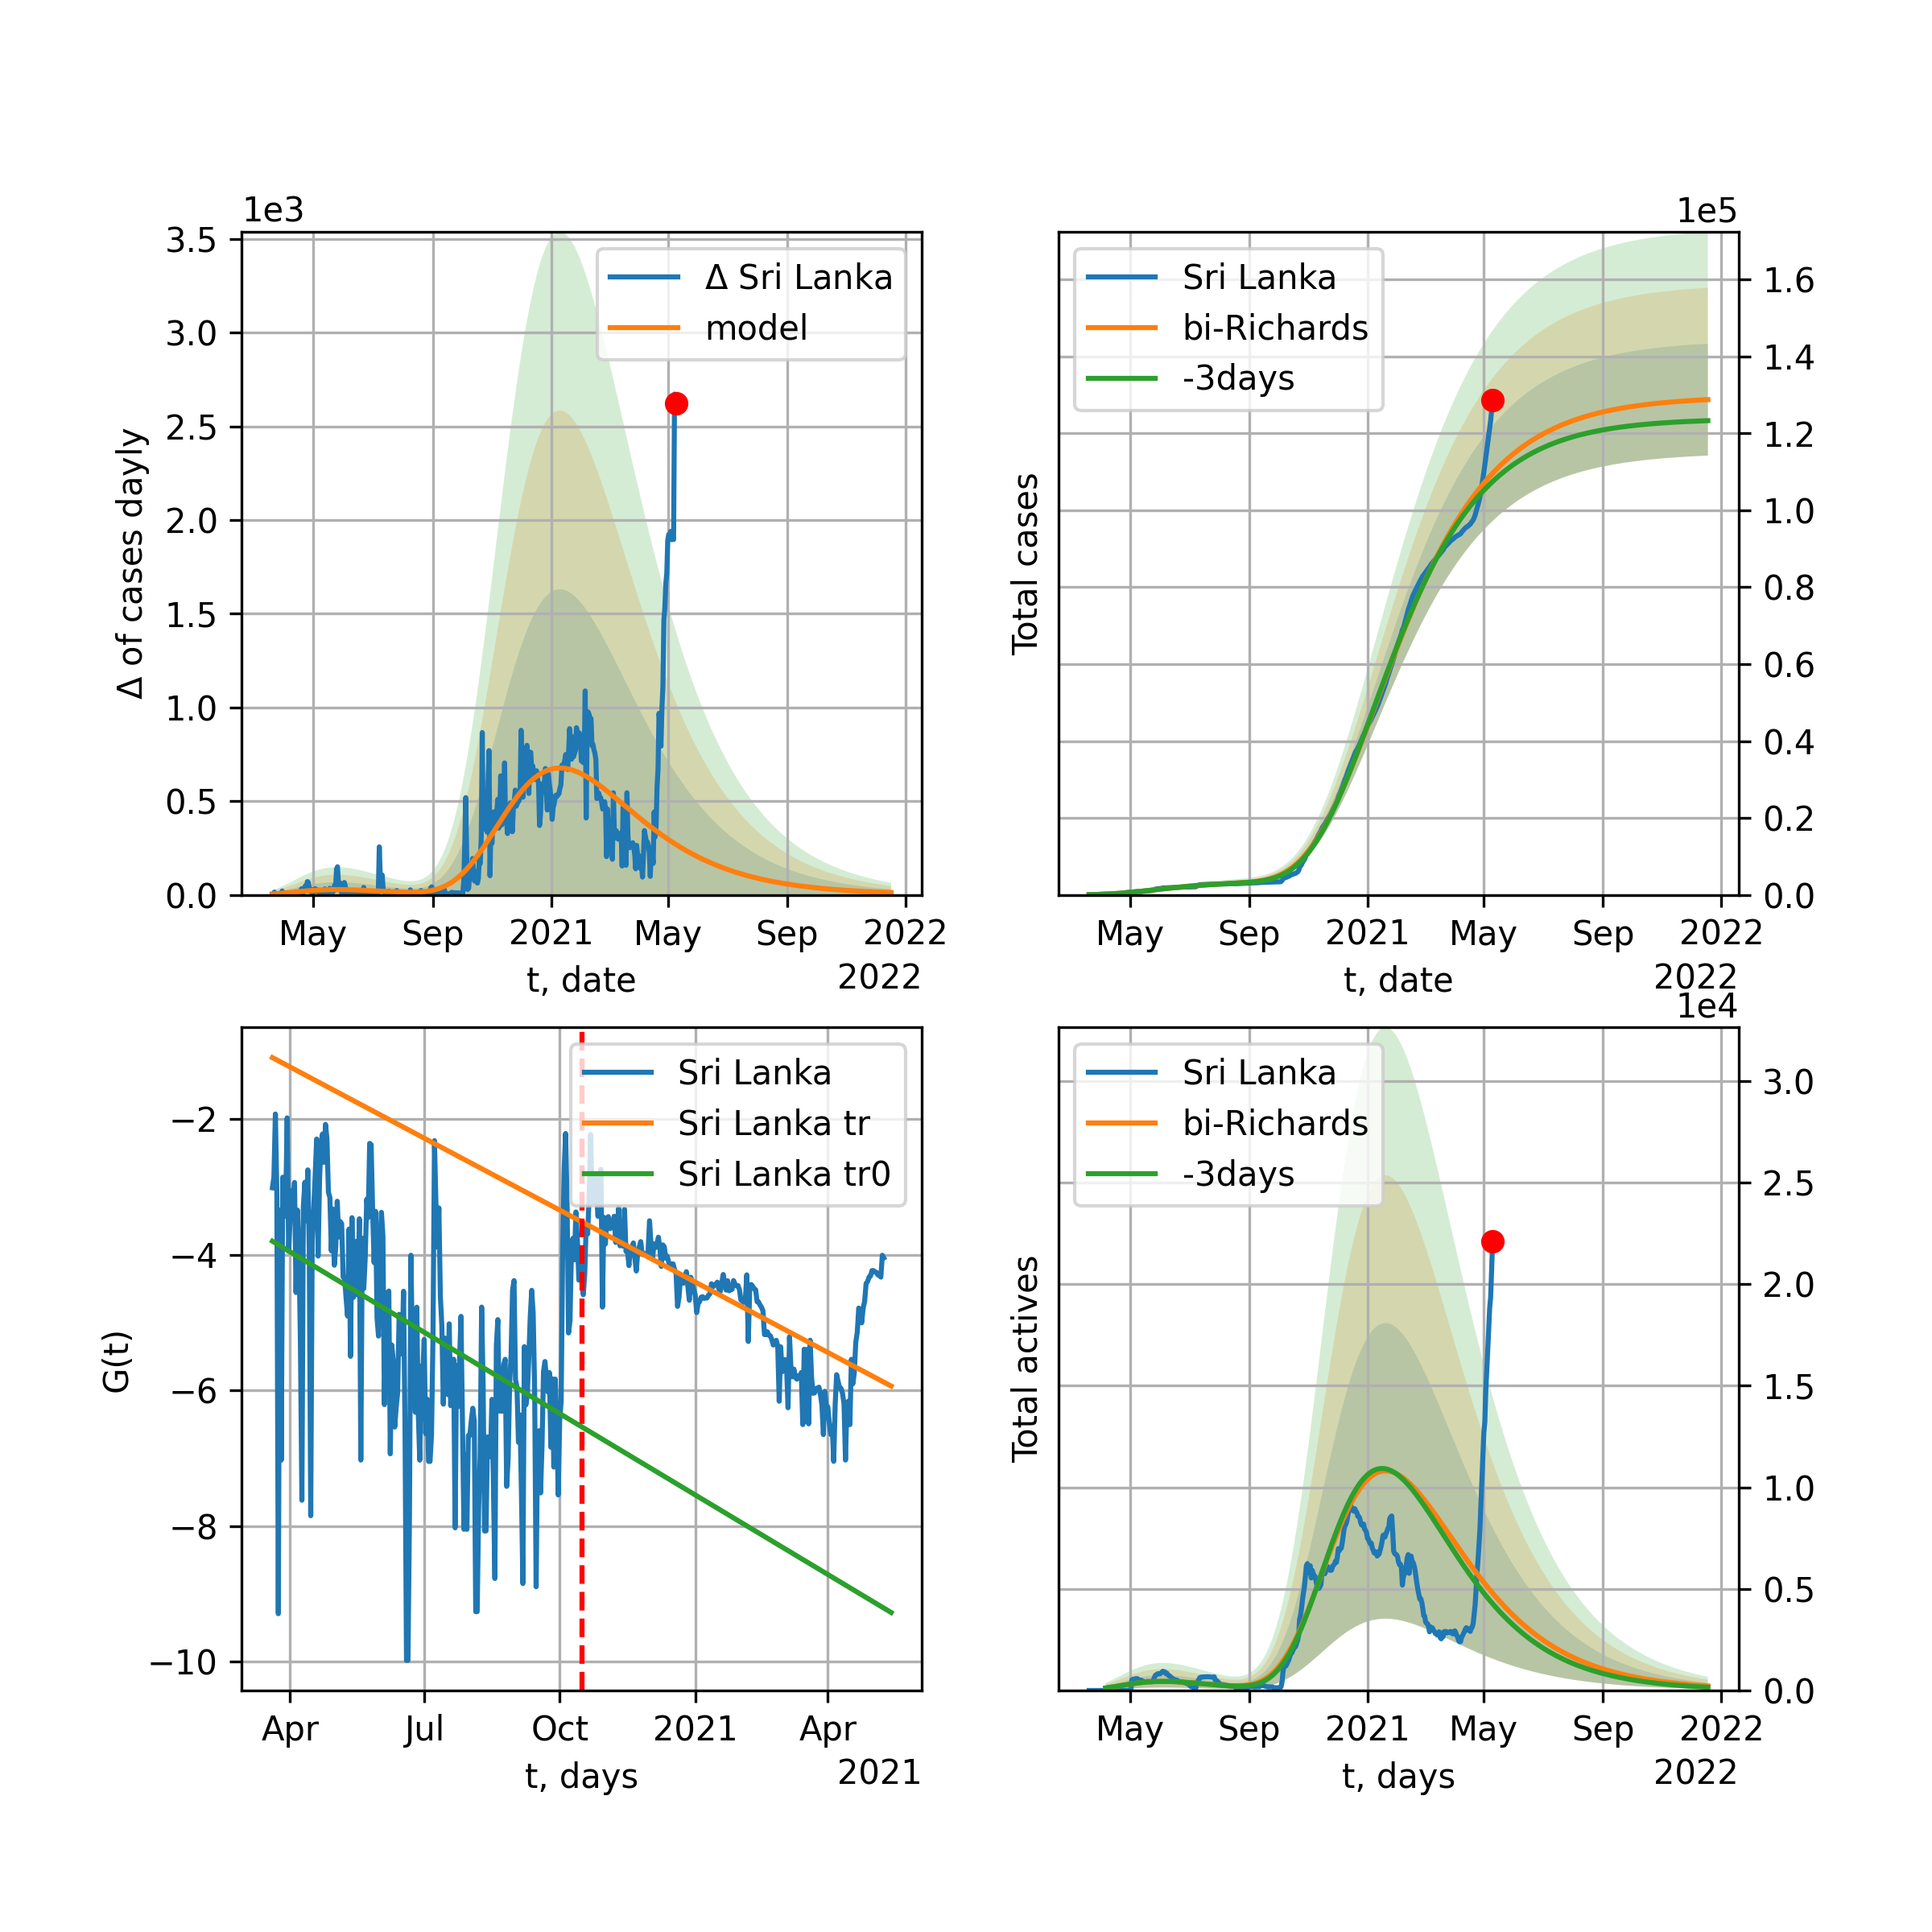 1e3
3.5
3.0
2.5
2.0
1.5
1.0
0.5
0.0
Δ of cases dayly
Δ Sri Lanka
model
May Sep 2021 May Sep 2022
t, date
2022
1e5
Sri Lanka
bi-Richards
-3days
Total cases
1.6
1.4
1.2
1.0
0.8
0.6
0.4
0.2
0.0
May Sep 2021 May Sep 2022
t, date
2022
−2
−4
−6
−8
−10
G(t)
Sri Lanka
Sri Lanka tr
Sri Lanka tr0
Apr Jul Oct 2021 Apr
t, days
2021
1e4
Sri Lanka
bi-Richards
-3days
Total actives
3.0
2.5
2.0
1.5
1.0
0.5
0.0
May Sep 2021 May Sep 2022
t, days
2022